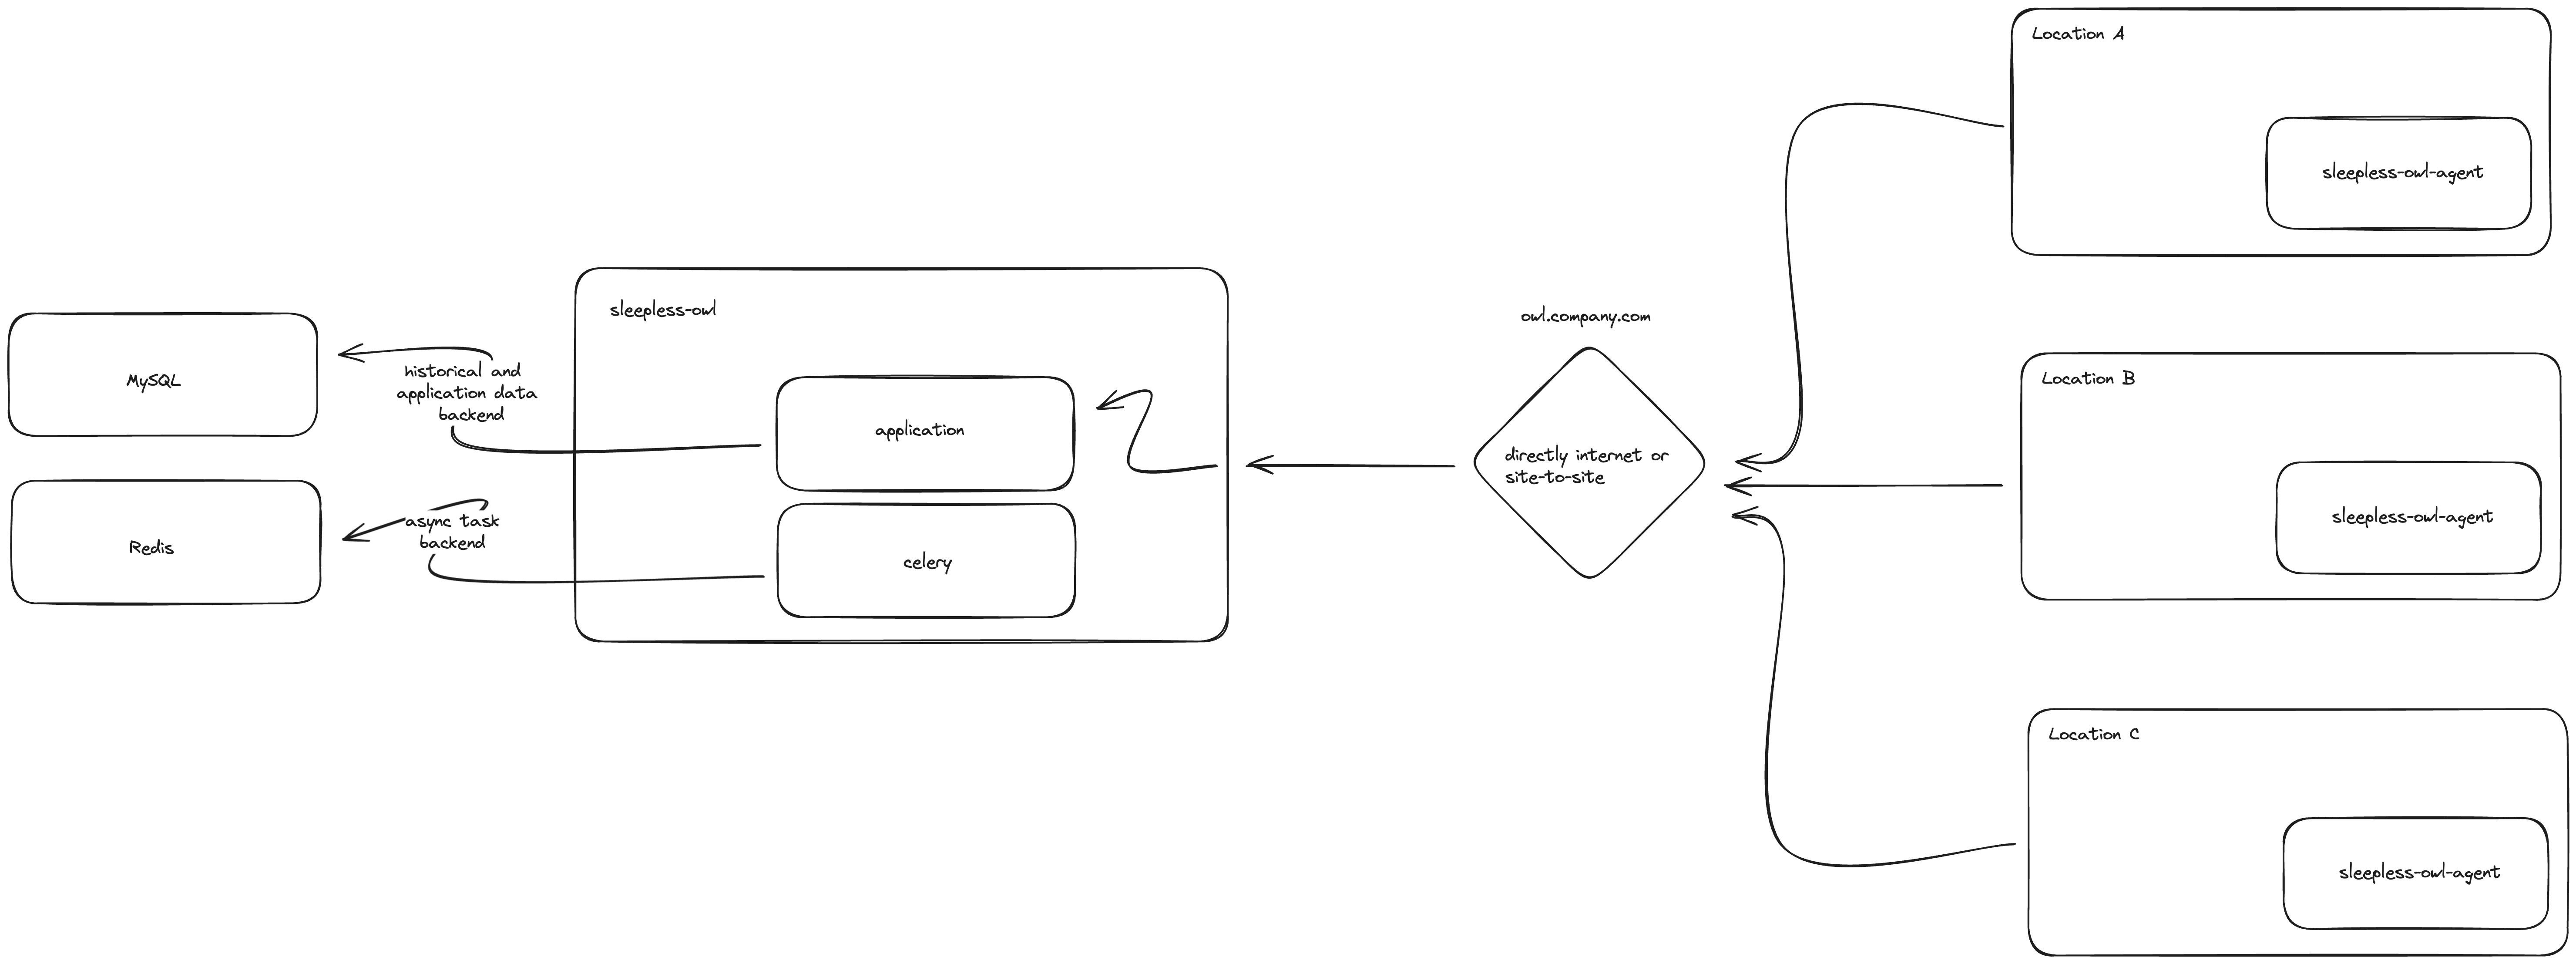 Location A
sleepless-owl-agent
owl.company.com
sleepless-owl
MySQL
historical and
application data
backend
application
directly internet or
site-to-site
Location B
sleepless-owl-agent
Redis
async task
backend
celery
Location C
sleepless-owl-agent